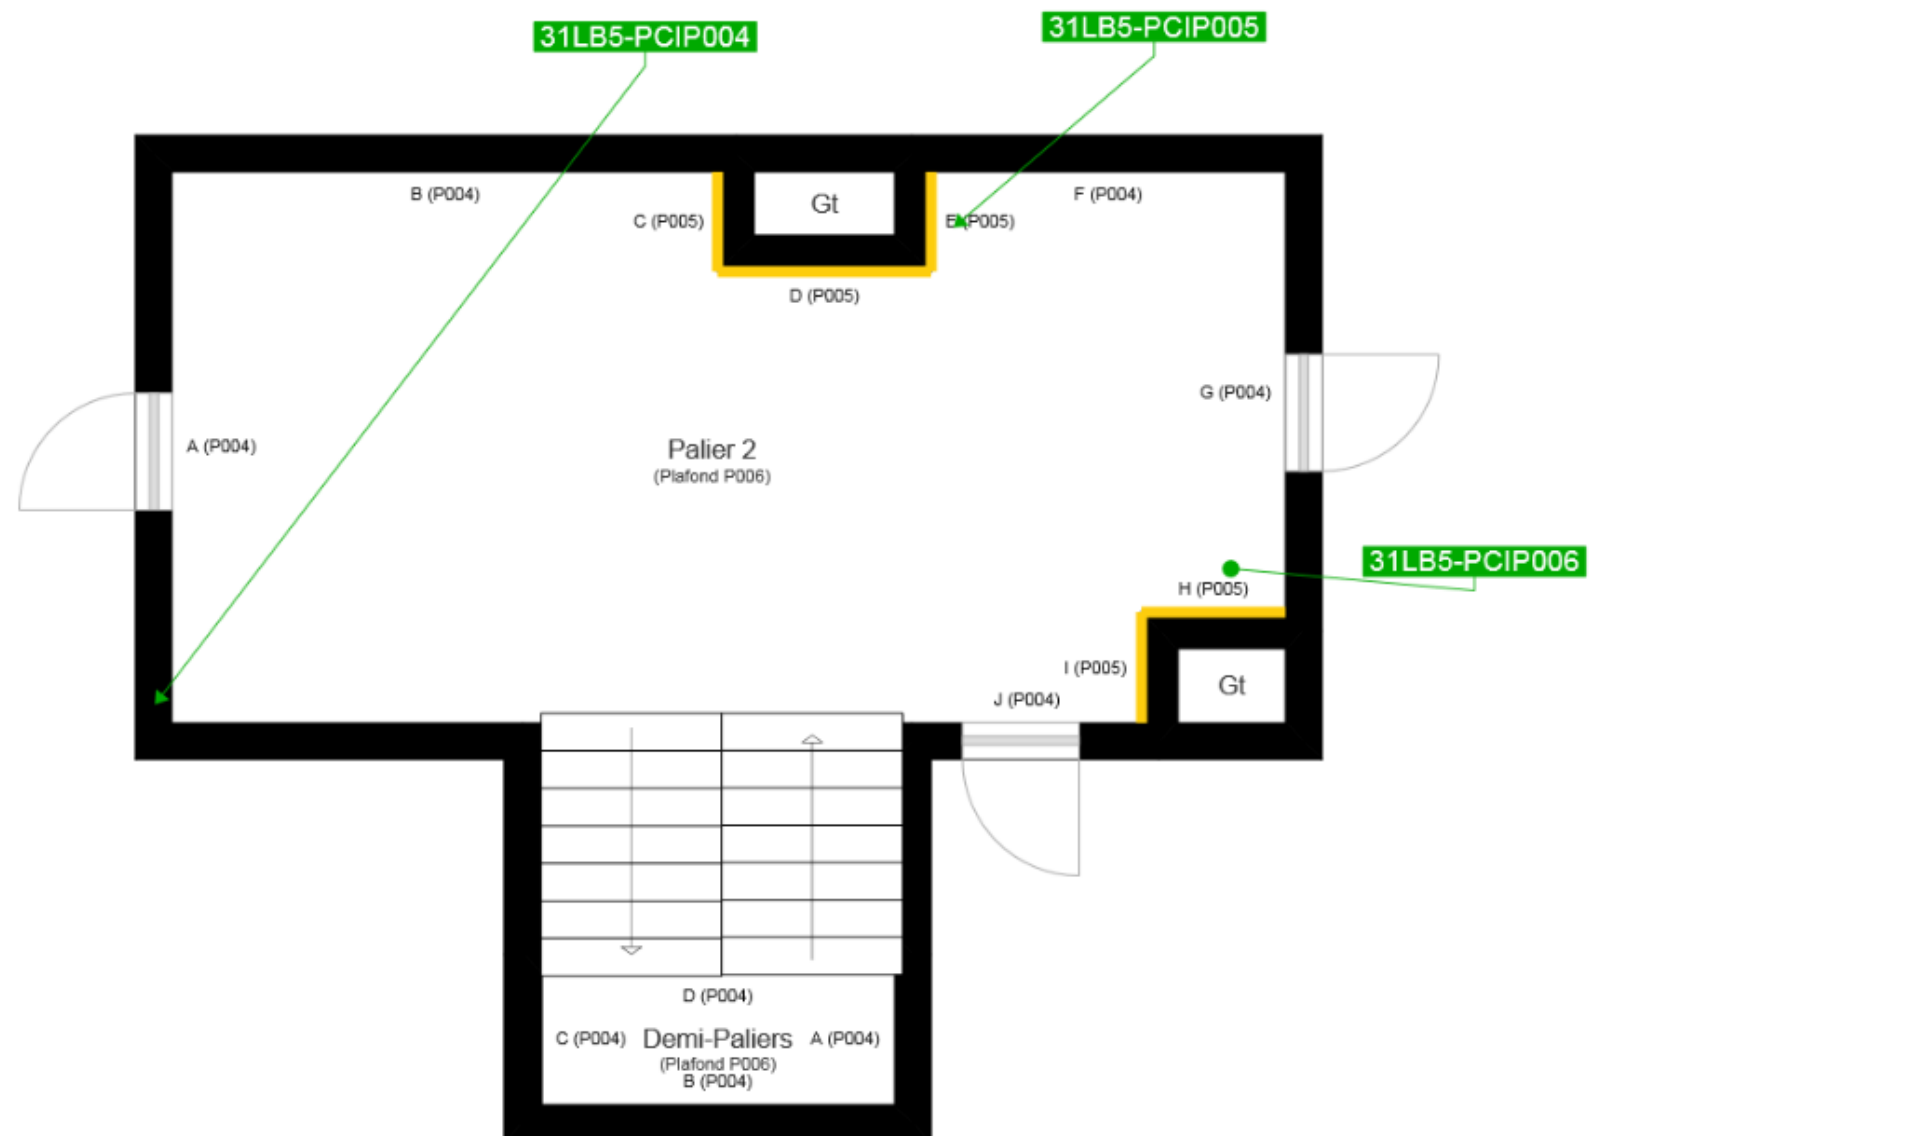 31LB5-PCIP004
31LB5-PCIP005
B (P004)
C (P005)
Gt
E (P005)
F (P004)
D (P005)
G (P004)
A (P004)
Palier 2
(Plafond P006)
31LB5-PCIP006
H (P005)
I (P005)
Gt
J (P004)
D (P004)
C (P004)
Demi-Paliers
A (P004)
(Plafond P006)
B (P004)